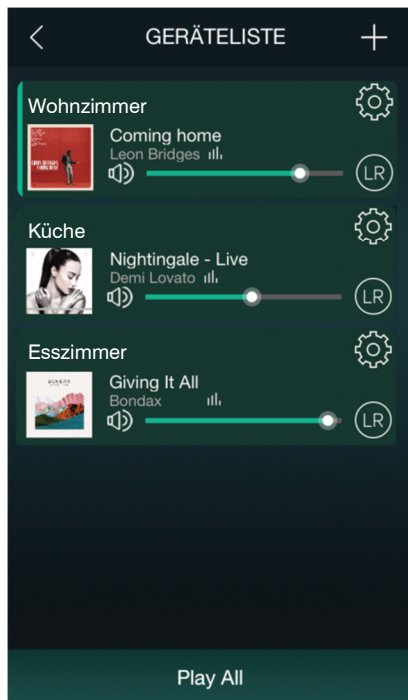 GERÄTELISTE
Wohnzimmer
Coming home
Leon Bridges
LR
Küche
Nightingale - Live
Demi Lovato
LR
Esszimmer
BONDAX
Giving It All
Bondax
LR
Play All